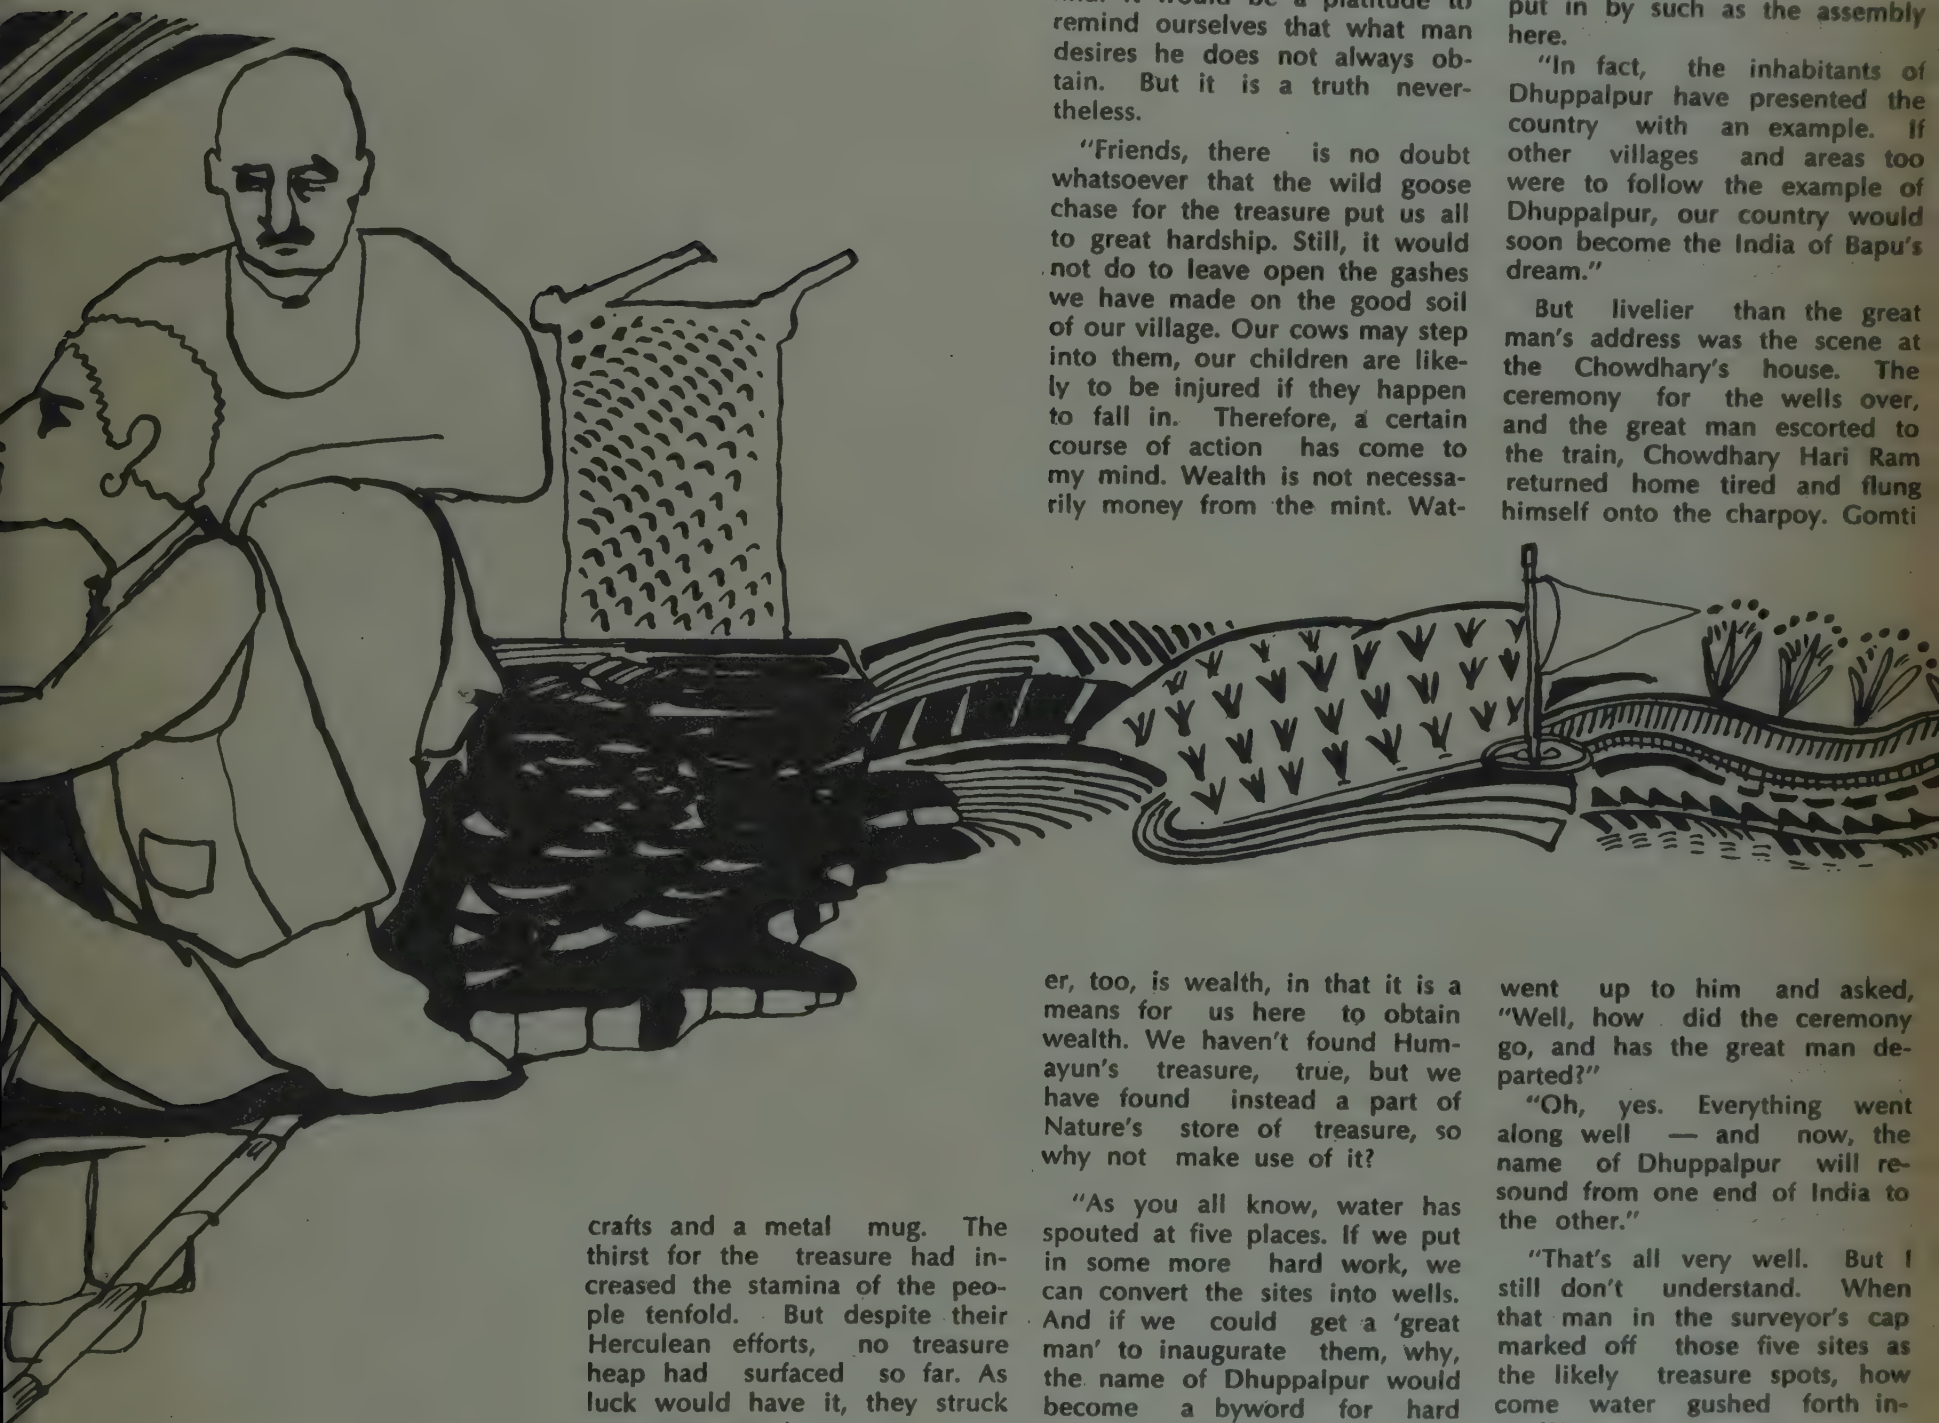 crafts and a metal mug. The
thirst for the treasure had in-
creased the stamina of the peo-
ple tenfold. But despite their
Herculean efforts, no treasure
heap had surfaced so far. As
luck would have it, they struck
remind ourselves that what man
desires he does not always ob-
tain. But it is a truth never-
theless.
"Friends, there is no doubt
whatsoever that the wild goose
chase for the treasure put us all
to great hardship. Still, it would
not do to leave open the gashes
we have made on the good soil
of our village. Our cows may step
into them, our children are like-
ly to be injured if they happen
to fall in. Therefore, a certain
course of action has come to
my mind. Wealth is not necessa-
rily money from the mint. Wat-
er, too, is wealth, in that it is a
means for us here to obtain
wealth. We haven't found Hum-
ayun's treasure, true, but we
have found instead a part of
Nature's store of treasure, so
why not make use of it?
"As you all know, water has
spouted at five places. If we put
in some more hard work, we
can convert the sites into wells.
And if we could get a 'great
man' to inaugurate them, why,
the name of Dhuppalpur would
become a byword for hard
put in by such as the assembly
here.
"In fact, the inhabitants of
Dhuppalpur have presented the
country with an example. If
other villages and areas too
were to follow the example of
Dhuppalpur, our country would
soon become the India of Bapu's
dream."
But livelier than the great
man's address was the scene at
the Chowdhary's house. The
ceremony for the wells over,
and the great man escorted to
the train, Chowdhary Hari Ram
returned home tired and flung
himself onto the charpoy. Gomti
went up to him and asked,
"Well, how did the ceremony
go, and has the great man de-
parted?"
"Oh, yes. Everything went
along well — and now, the
name of Dhuppalpur will re-
sound from one end of India to
the other."
"That's all very well. But I
still don't understand. When
that man in the surveyor's cap
marked off those five sites as
the likely treasure spots, how
come water gushed forth in-